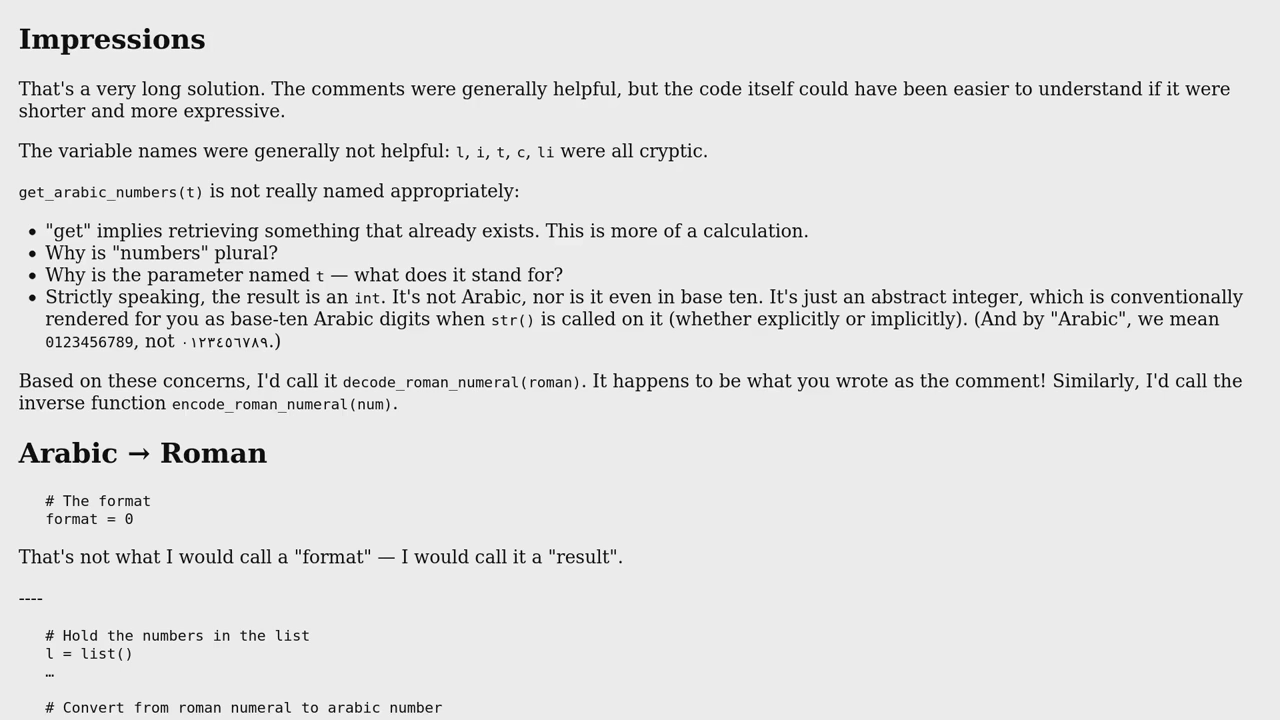 Impressions
That's a very long solution. The comments were generally helpful, but the code itself could have been easier to understand if it were
shorter and more expressive.
The variable names were generally not helpful: l, i, t, c, li were all cryptic.
get_arabic_numbers(t) is not really named appropriately:
• "get" implies retrieving something that already exists. This is more of a calculation.
• Why is "numbers" plural?
• Why is the parameter named t — what does it stand for?
• Strictly speaking, the result is an int. It's not Arabic, nor is it even in base ten. It's just an abstract integer, which is conventionally
rendered for you as base-ten Arabic digits when str() is called on it (whether explicitly or implicitly). (And by "Arabic", we mean
0123456789, not ٠١٢٣٤٥٦٧٨٩.)
Based on these concerns, I'd call it decode_roman_numeral(roman). It happens to be what you wrote as the comment! Similarly, I'd call the
inverse function encode_roman_numeral(num).
Arabic → Roman
# The format
format = 0
That's not what I would call a "format" — I would call it a "result".
----
# Hold the numbers in the list
l = list()
…
# Convert from roman numeral to arabic number